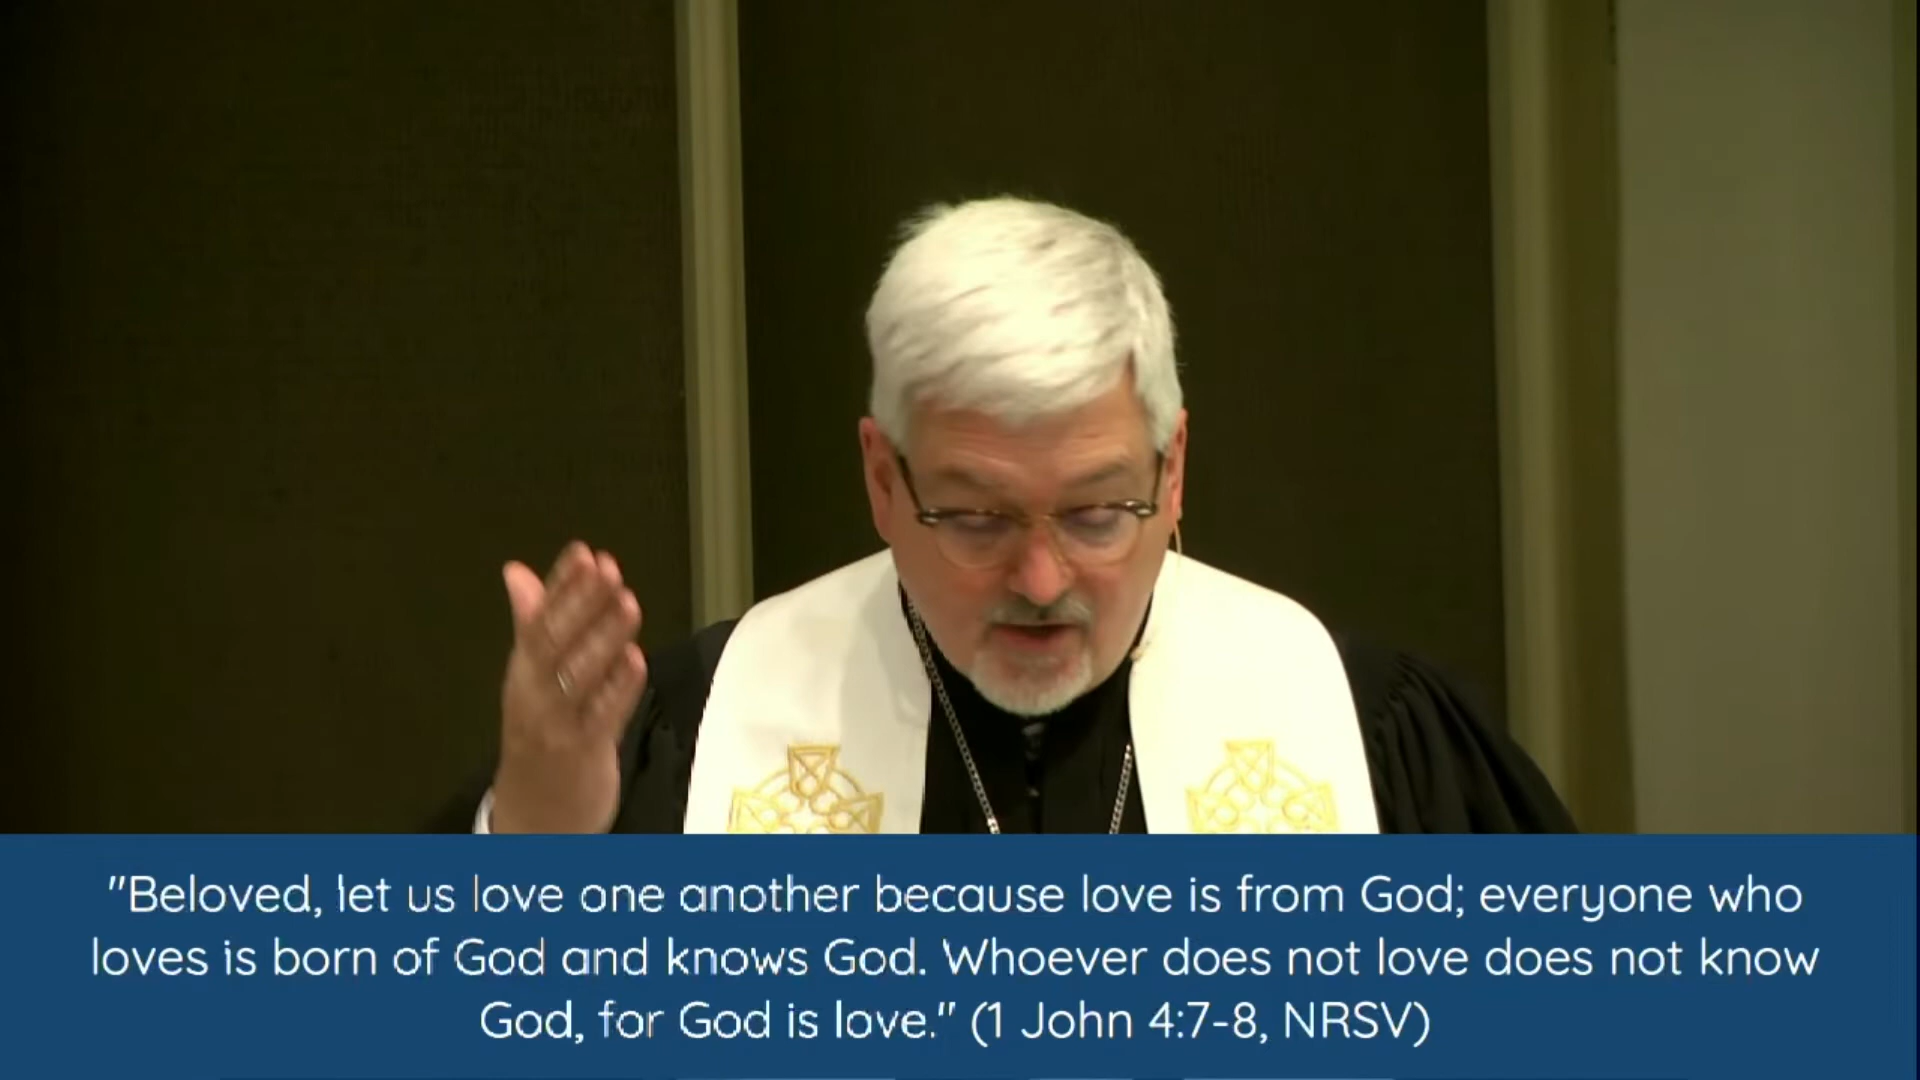 "Beloved, let us love one another because love is from God; everyone who
loves is born of God and knows God. Whoever does not love does not know
God, for God is love." (1 John 4:7-8, NRSV)